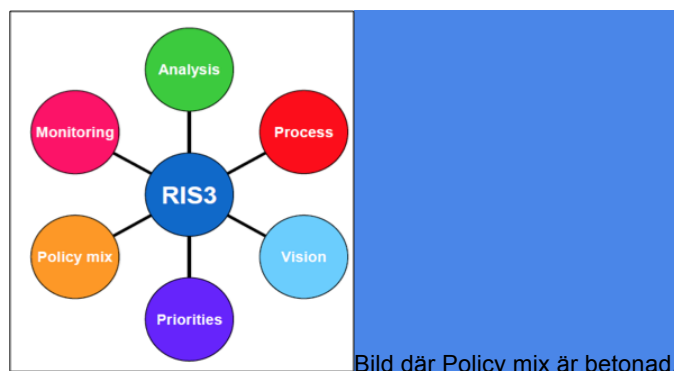 Analysis
Monitoring
Process
RIS3
Policy mix
Vision
Priorities
Bild där Policy mix är betonad